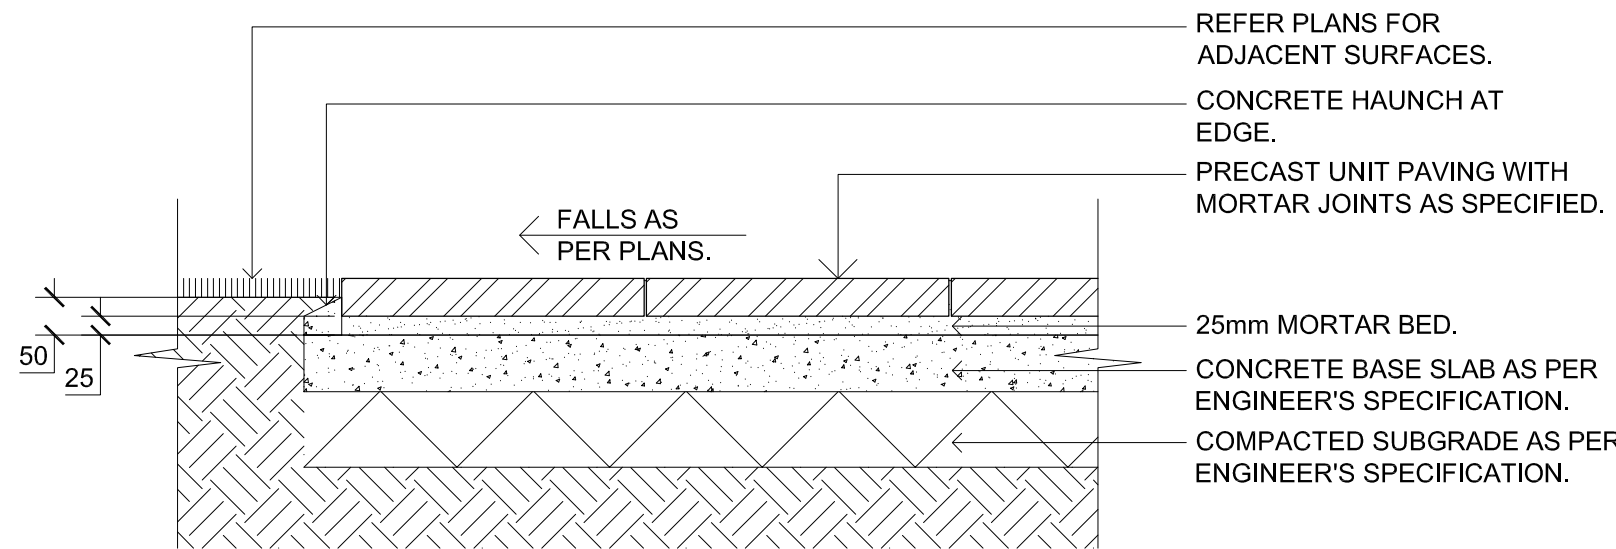 REFER PLANS FOR
ADJACENT SURFACES.
CONCRETE HAUNCH AT
EDGE.
PRECAST UNIT PAVING WITH
MORTAR JOINTS AS SPECIFIED.
FALLS AS
PER PLANS.
25mm MORTAR BED.
50
25
CONCRETE BASE SLAB AS PER
ENGINEER'S SPECIFICATION.
COMPACTED SUBGRADE AS PER
ENGINEER'S SPECIFICATION.